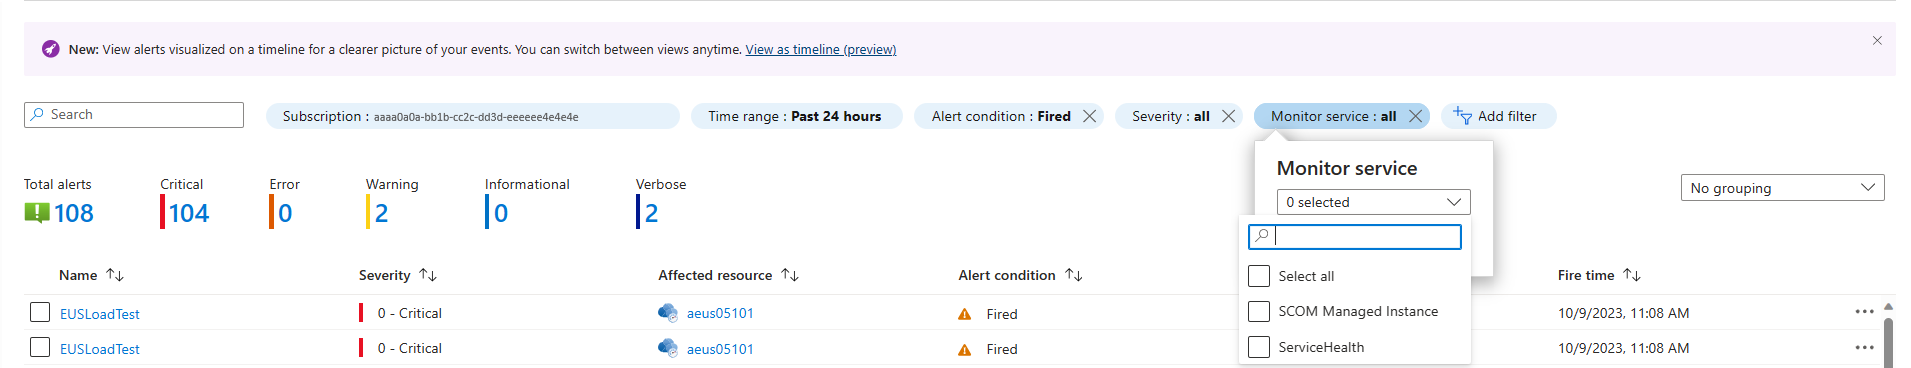 New: View alerts visualized on a timeline for a clearer picture of your events. You can switch between views anytime. View as timeline (preview)
Search
Subscription : aaaa0a0a-bb1b-cc2c-dd3d-eeeeee4e4e4e
Time range : Past 24 hours
Alert condition : Fired
Severity : all
Monitor service : all
Add filter
Monitor service
0 selected
Select all
SCOM Managed Instance
ServiceHealth
Total alerts
108
Critical
104
Error
0
Warning
2
Informational
0
Verbose
2
No grouping
Name Severity Affected resource Alert condition Fire time
EUSLoadTest 0 - Critical aeus05101 Fired 10/9/2023, 11:08 AM
EUSLoadTest 0 - Critical aeus05101 Fired 10/9/2023, 11:08 AM